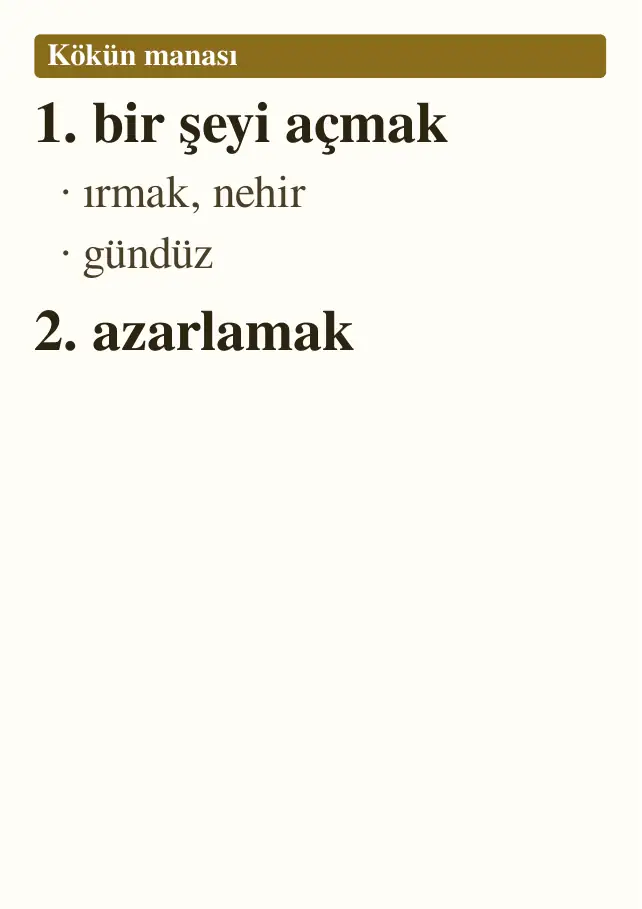 Kökün manası
1. bir şeyi açmak
· ırmak, nehir
· gündüz
2. azarlamak